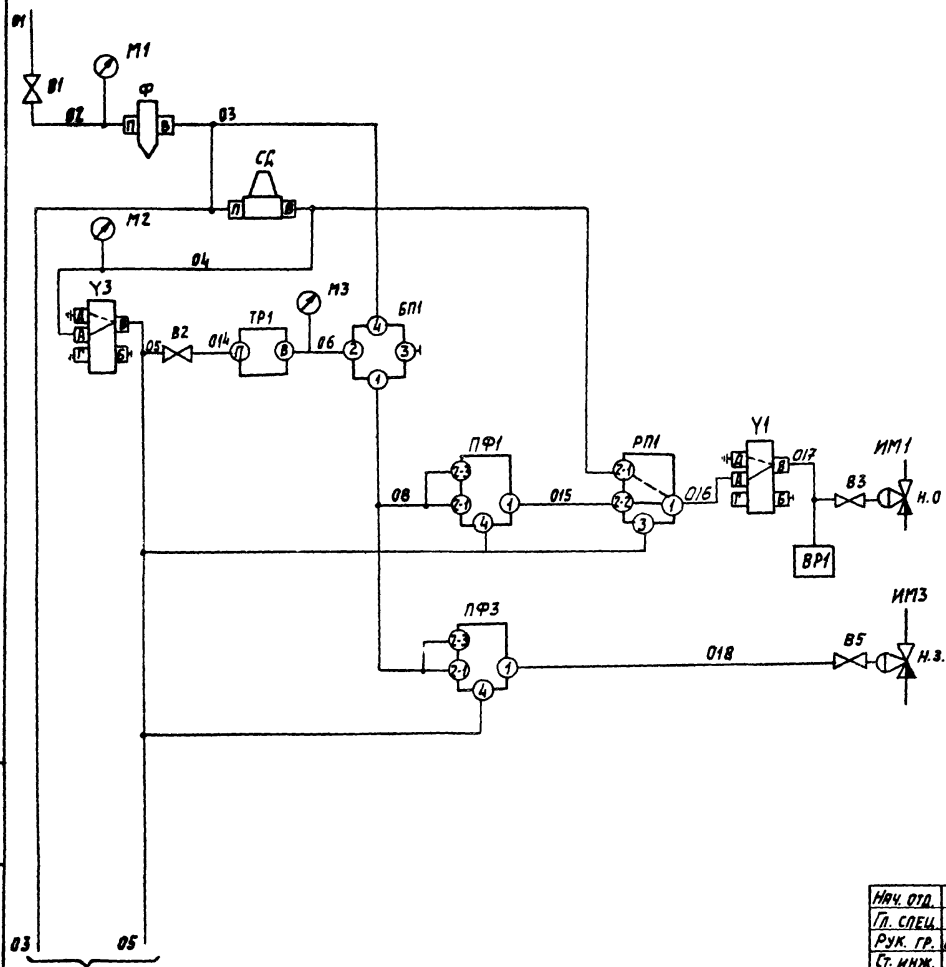 01
М1
В1
Ф
02
П
В
03
СД
П
В
М2
04
У3
Д
А
Г
В
Б
05
В2
014
ТР1
П
В
М3
06
БП1
4
2
3
1
ПФ1
2-3
2-1
1
4
08
015
РП1
2-1
2-2
1
3
016
У1
Д
А
Г
В
Б
017
В3
ИМ1
Н.О
ВР1
ПФ3
2-3
2-1
1
4
018
В5
ИМ3
Н.З.
03
05
Нач. отд.
Гл. спец.
Рук. гр.
Ст. инж.